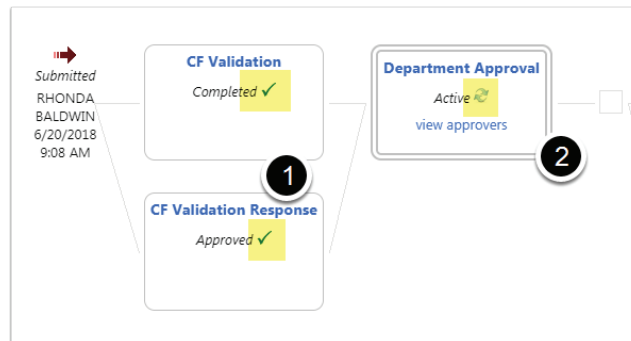 Submitted
RHONDA
BALDWIN
6/20/2018
9:08 AM
CF Validation
Completed
1
CF Validation Response
Approved
Department Approval
Active
view approvers
2